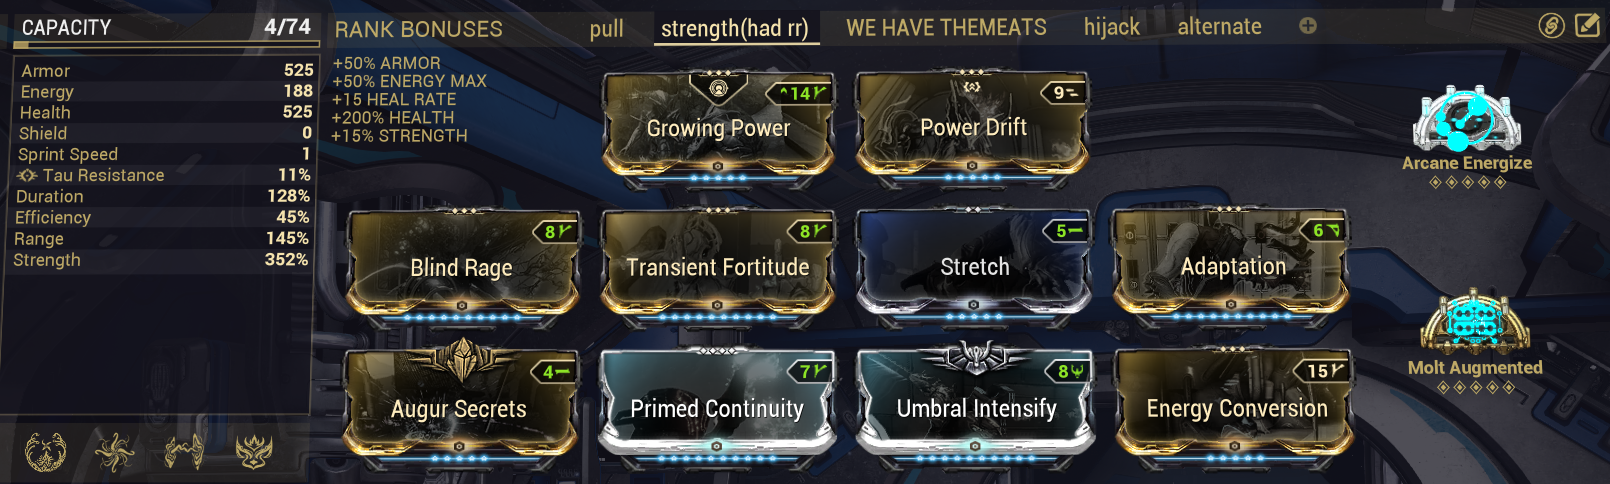 CAPACITY 4/74
Armor 525
Energy 188
Health 525
Shield 0
Sprint Speed 1
Tau Resistance 11%
Duration 128%
Efficiency 45%
Range 145%
Strength 352%
RANK BONUSES
+50% ARMOR
+50% ENERGY MAX
+15 HEAL RATE
+200% HEALTH
+15% STRENGTH
pull strength(had rr) WE HAVE THEMEATS hijack alternate
14 9
Growing Power Power Drift
Arcane Energize
8 8 5 6
Blind Rage Transient Fortitude Stretch Adaptation
Molt Augmented
4 7 8 15
Augur Secrets Primed Continuity Umbral Intensify Energy Conversion